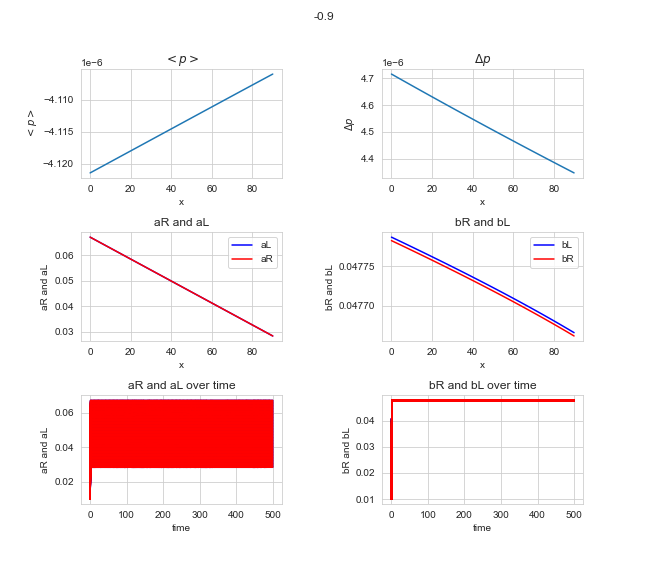 -0.9
< p >
Δp
1e−6
1e−6
−4.110
−4.115
−4.120
< p >
0 20 40 60 80
x
4.7
4.6
4.5
4.4
Δp
0 20 40 60 80
x
aR and aL
bR and bL
0.06
0.05
0.04
0.03
aR and aL
aL
aR
0 20 40 60 80
x
0.04775
0.04770
bR and bL
bL
bR
0 20 40 60 80
x
aR and aL over time
bR and bL over time
0.06
0.04
0.02
aR and aL
0 100 200 300 400 500
time
0.04
0.03
0.02
0.01
bR and bL
0 100 200 300 400 500
time